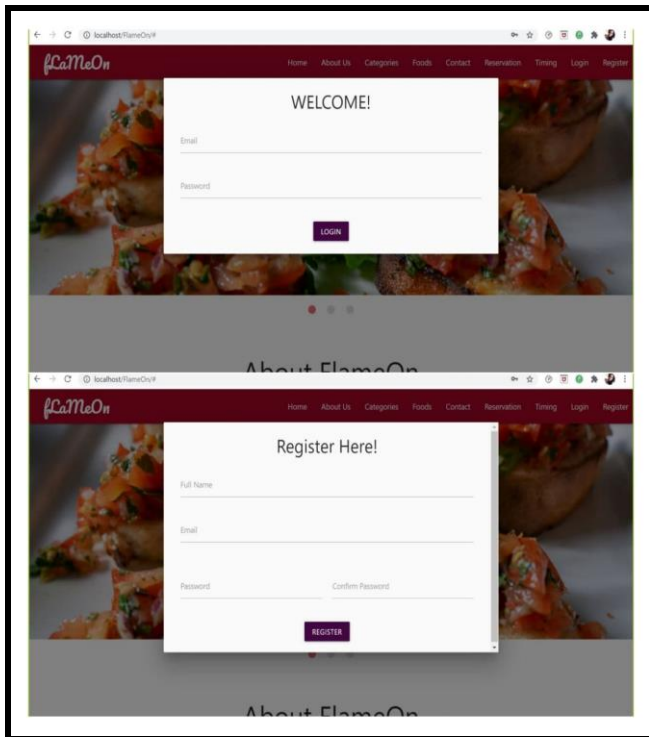 localhost/FlameOn/#
fLaMeOn Home About Us Categories Foods Contact Reservation Timing Login Register
WELCOME!
Email
Password
LOGIN
About FlameOn
localhost/FlameOn/#
fLaMeOn Home About Us Categories Foods Contact Reservation Timing Login Register
Register Here!
Full Name
Email
Password Confirm Password
REGISTER
About FlameOn